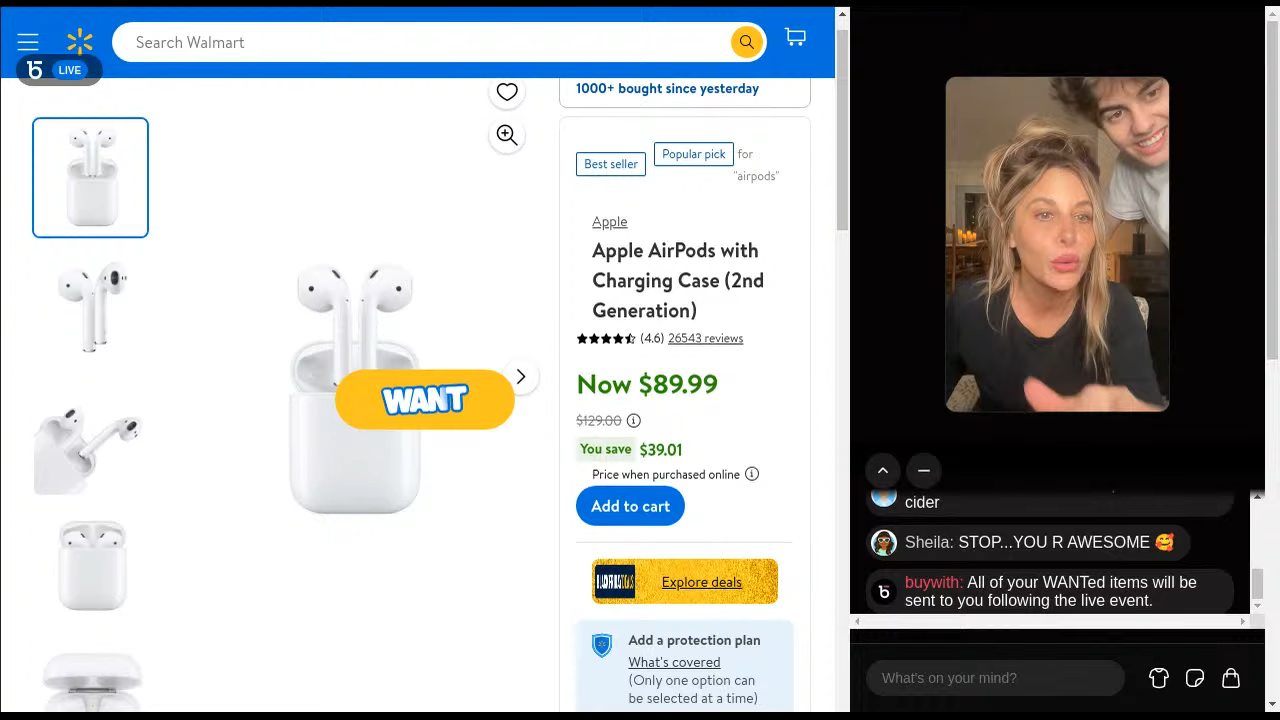 Search Walmart
LIVE
1000+ bought since yesterday
Best seller
Popular pick
for
"airpods"
Apple
Apple AirPods with
Charging Case (2nd
Generation)
(4.6) 26543 reviews
Now $89.99
$129.00
You save $39.01
Price when purchased online
Add to cart
Explore deals
Add a protection plan
What's covered
(Only one option can
be selected at a time)
WANT
cider
Sheila: STOP...YOU R AWESOME 🥰
buywith: All of your WANTed items will be
sent to you following the live event.
What's on your mind?